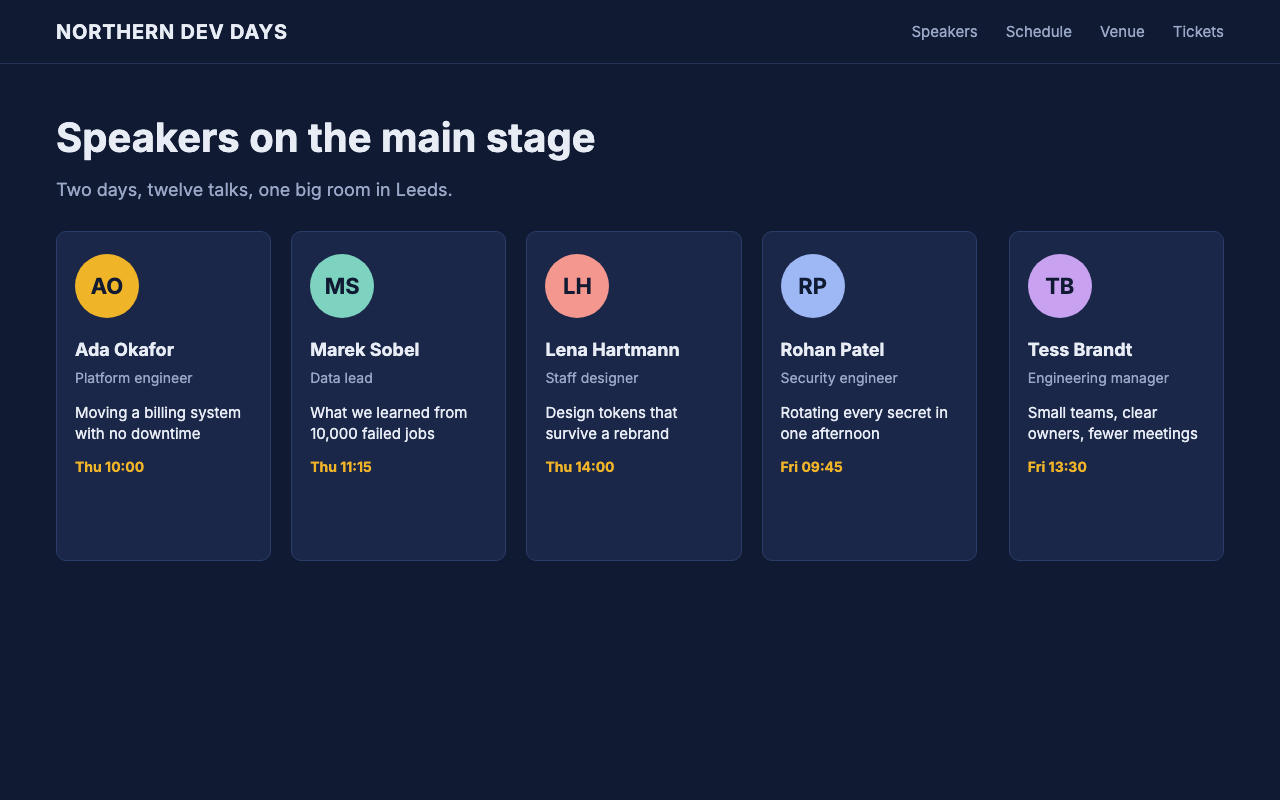 NORTHERN DEV DAYS
Speakers
Schedule
Venue
Tickets
Speakers on the main stage
Two days, twelve talks, one big room in Leeds.
AO
Ada Okafor
Platform engineer
Moving a billing system
with no downtime
Thu 10:00
MS
Marek Sobel
Data lead
What we learned from
10,000 failed jobs
Thu 11:15
LH
Lena Hartmann
Staff designer
Design tokens that
survive a rebrand
Thu 14:00
RP
Rohan Patel
Security engineer
Rotating every secret in
one afternoon
Fri 09:45
TB
Tess Brandt
Engineering manager
Small teams, clear
owners, fewer meetings
Fri 13:30